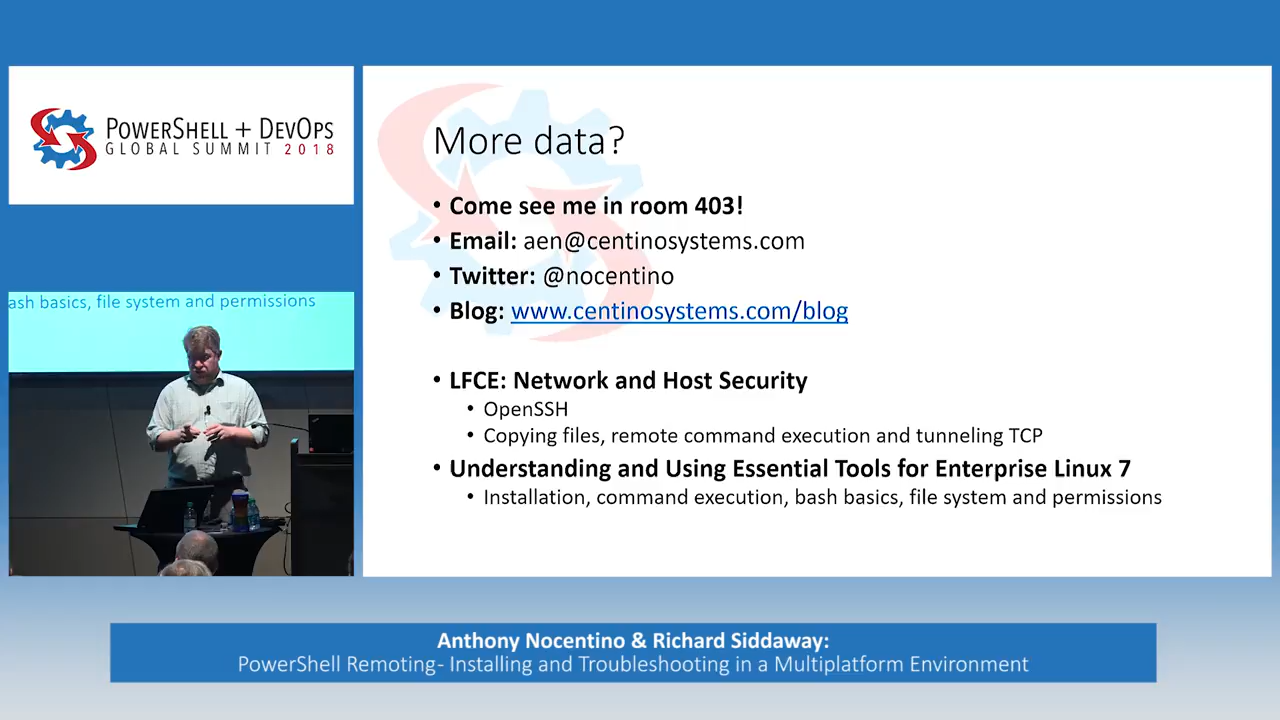 POWERSHELL + DEVOPS
GLOBAL SUMMIT 2018
More data?
• Come see me in room 403!
• Email: aen@centinosystems.com
• Twitter: @nocentino
• Blog: www.centinosystems.com/blog
• LFCE: Network and Host Security
• OpenSSH
• Copying files, remote command execution and tunneling TCP
• Understanding and Using Essential Tools for Enterprise Linux 7
• Installation, command execution, bash basics, file system and permissions
bash basics, file system and permissions
Anthony Nocentino & Richard Siddaway:
PowerShell Remoting- Installing and Troubleshooting in a Multiplatform Environment